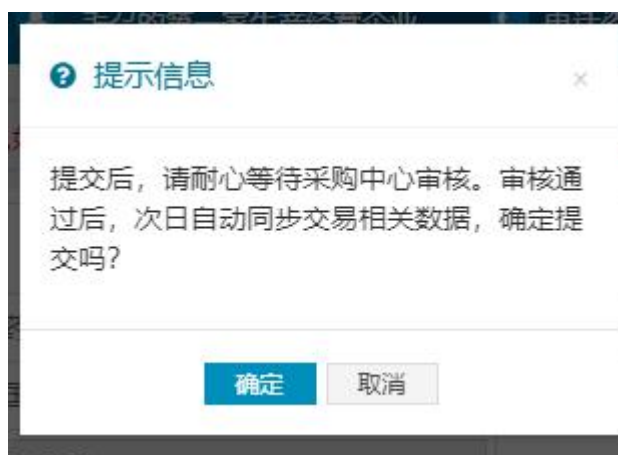 提示信息
提交后，请耐心等待采购中心审核。审核通
过后，次日自动同步交易相关数据，确定提
交吗？
确定
取消